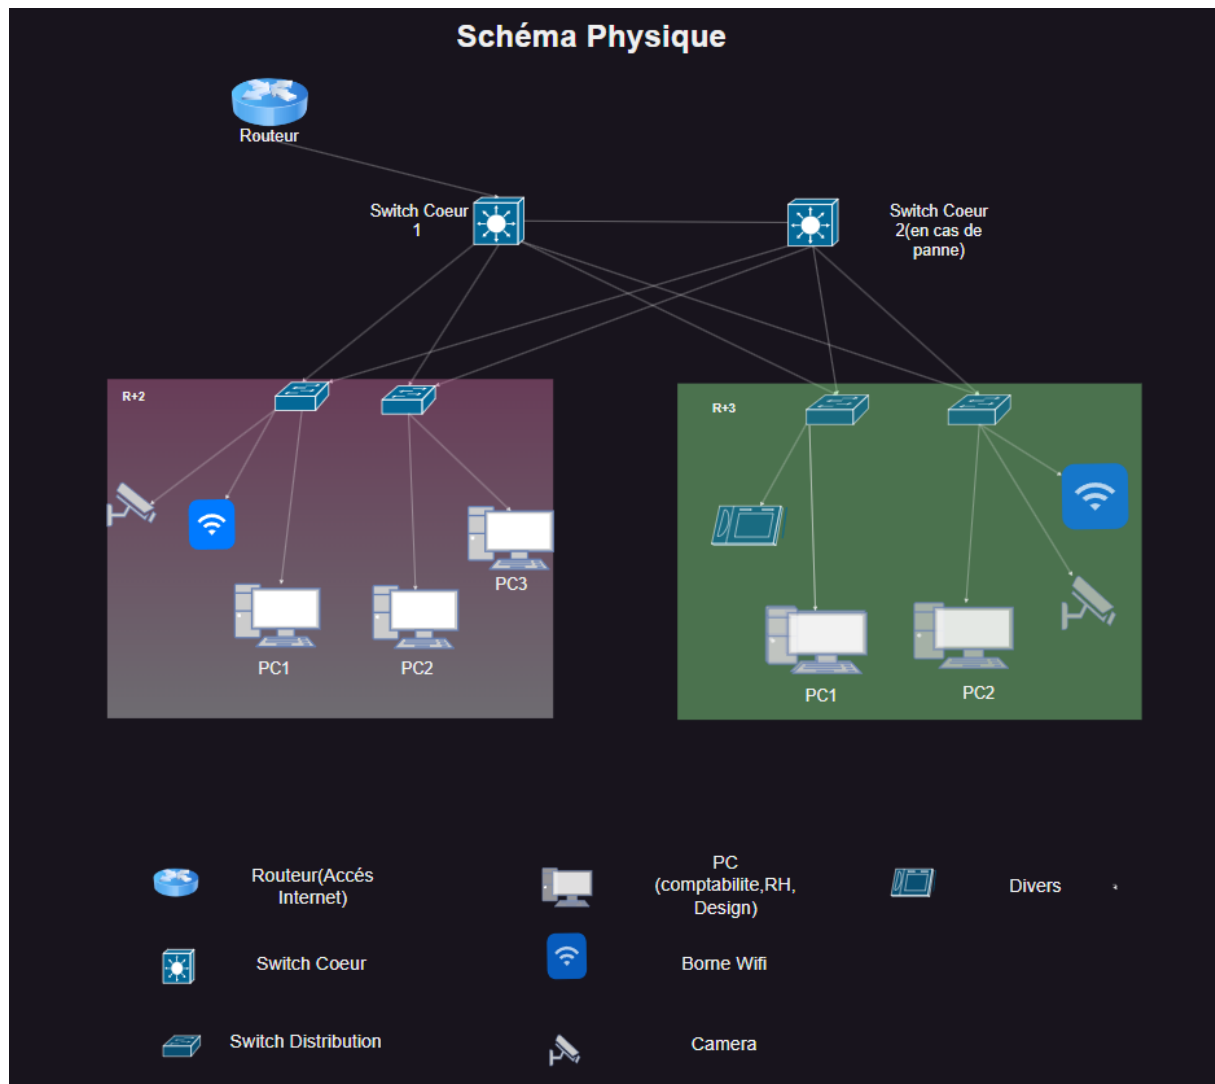 Schéma Physique
Routeur
Switch Coeur
1
Switch Coeur
2(en cas de
panne)
R+2
R+3
PC3
PC1
PC2
PC1
PC2
Routeur(Accés
Internet)
PC
(comptabilite,RH,
Design)
Divers
Switch Coeur
Borne Wifi
Switch Distribution
Camera